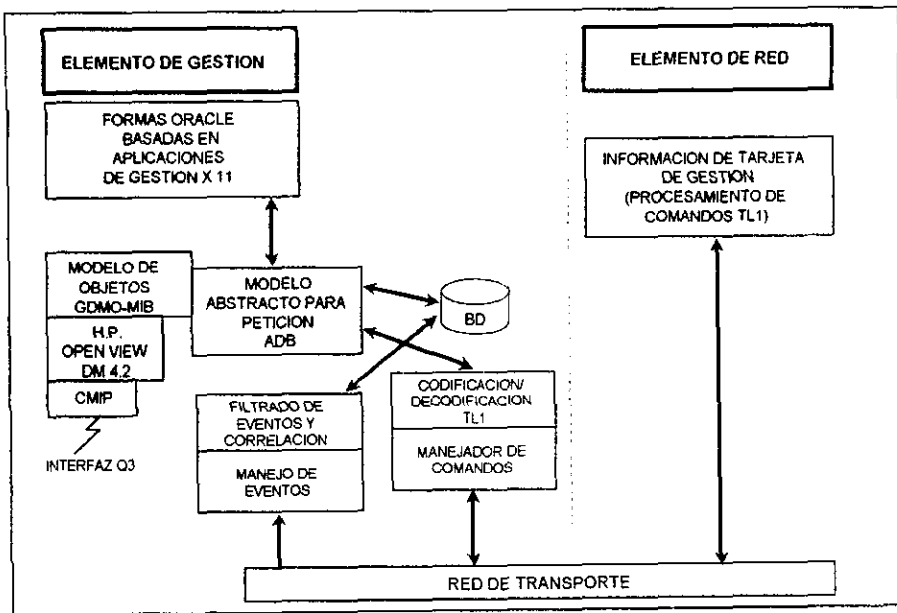 ELEMENTO DE GESTION
ELEMENTO DE RED
FORMAS ORACLE
BASADAS EN
APLICACIONES
DE GESTION X 11
INFORMACION DE TARJETA
DE GESTION
(PROCESAMIENTO DE
COMANDOS TL1)
MODELO DE
OBJETOS
GDMO-MIB
H.P.
OPEN VIEW
DM 4.2
CMIP
INTERFAZ Q3
MODELO
ABSTRACTO PARA
PETICION
ADB
BD
FILTRADO DE
EVENTOS Y
CORRELACION
MANEJO DE
EVENTOS
CODIFICACION/
DECODIFICACION
TL1
MANEJADOR DE
COMANDOS
RED DE TRANSPORTE